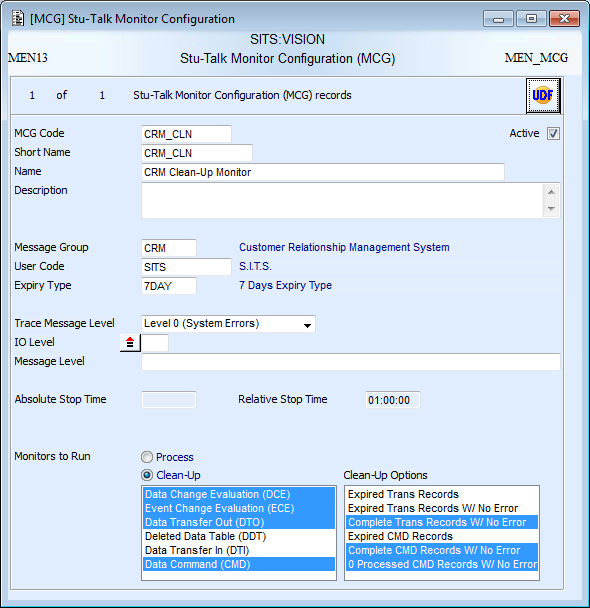 [MCG] Stu-Talk Monitor Configuration
SITS:VISION
MEN13 Stu-Talk Monitor Configuration (MCG) MEN_MCG
1 of 1 Stu-Talk Monitor Configuration (MCG) records UDF
MCG Code CRM_CLN Active
Short Name CRM_CLN
Name CRM Clean-Up Monitor
Description
Message Group CRM Customer Relationship Management System
User Code SITS S.I.T.S.
Expiry Type 7DAY 7 Days Expiry Type
Trace Message Level Level 0 (System Errors)
IO Level
Message Level
Absolute Stop Time Relative Stop Time 01:00:00
Monitors to Run Process
Clean-Up Clean-Up Options
Data Change Evaluation (DCE) Expired Trans Records
Event Change Evaluation (ECE) Expired Trans Records W/ No Error
Data Transfer Out (DTO) Complete Trans Records W/ No Error
Deleted Data Table (DDT) Expired CMD Records
Data Transfer In (DTI) Complete CMD Records W/ No Error
Data Command (CMD) 0 Processed CMD Records W/ No Error